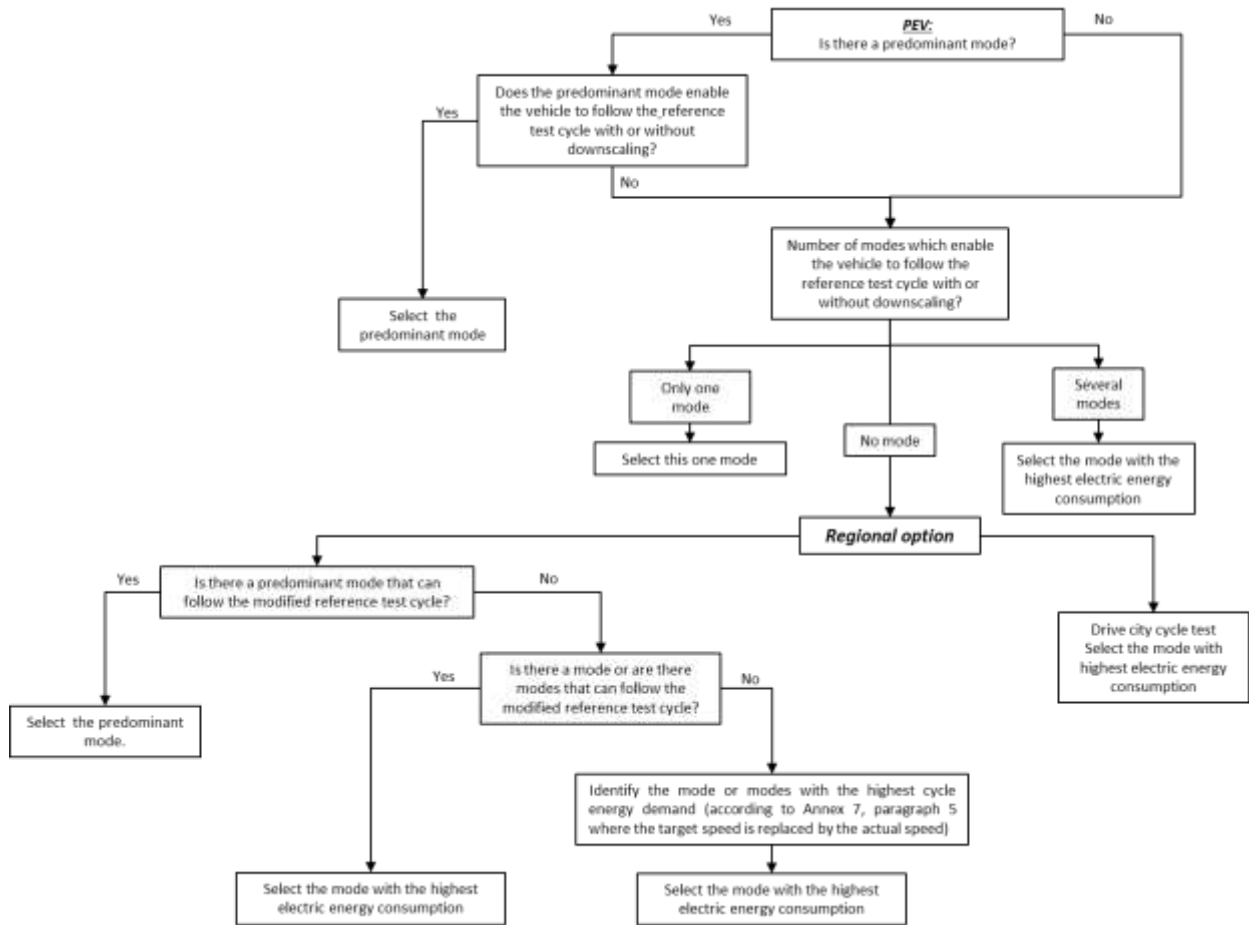 Yes
PEV:
Is there a predominant mode?
No
Does the predominant mode enable
the vehicle to follow the reference
test cycle with or without
downscaling?
Yes
No
Number of modes which enable
the vehicle to follow the
reference test cycle with or
without downscaling?
Select the
predominant mode
Only one
mode
No mode
Several
modes
Select this one mode
Select the mode with the
highest electric energy
consumption
Regional option
Yes
Is there a predominant mode that can
follow the modified reference test cycle?
No
Drive city cycle test
Select the mode with
highest electric energy
consumption
Yes
Is there a mode or are there
modes that can follow the
modified reference test cycle?
No
Select the predominant
mode.
Identify the mode or modes with the highest cycle
energy demand (according to Annex 7, paragraph 5
where the target speed is replaced by the actual speed)
Select the mode with the highest
electric energy consumption
Select the mode with the highest
electric energy consumption